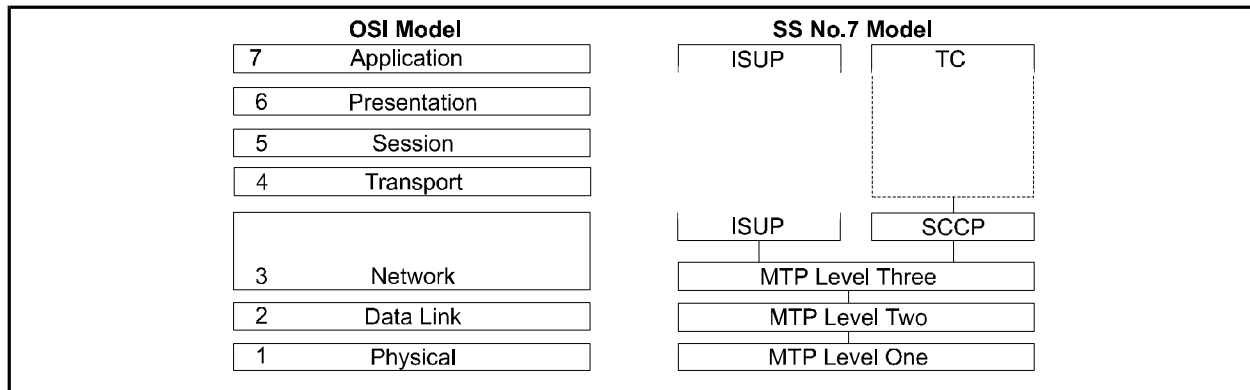 OSI Model SS No.7 Model
7 Application ISUP TC
6 Presentation
5 Session
4 Transport
ISUP SCCP
3 Network MTP Level Three
2 Data Link MTP Level Two
1 Physical MTP Level One